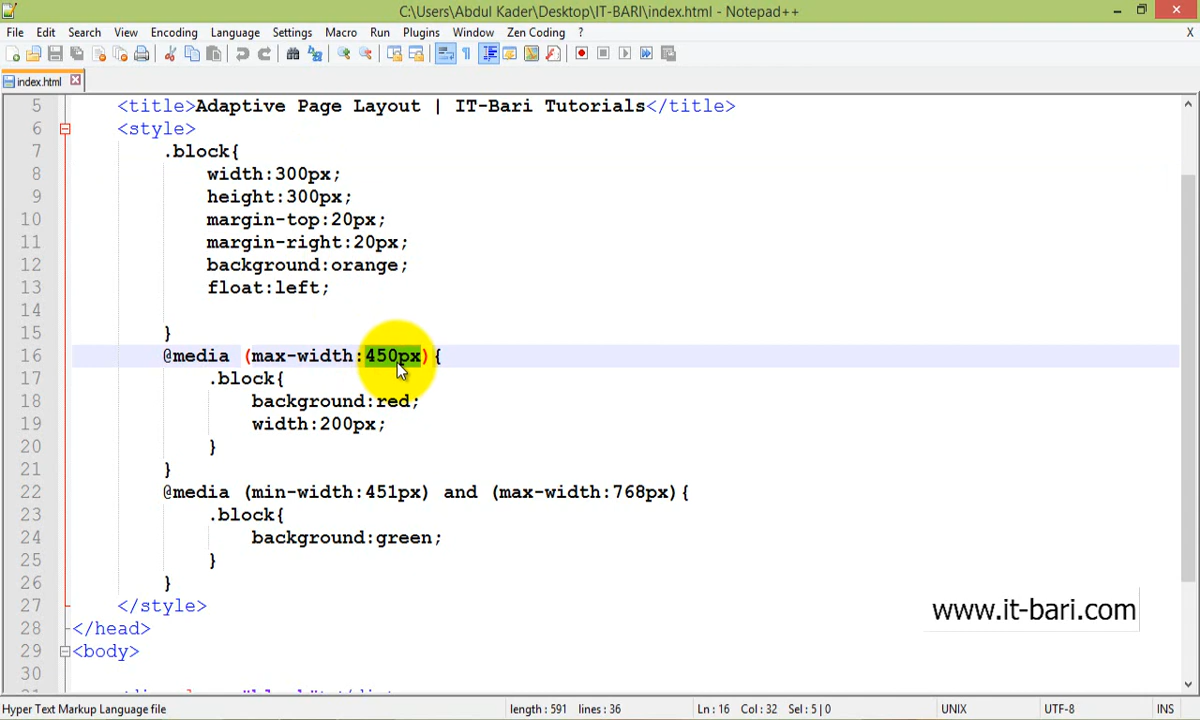 C:\Users\Abdul Kader\Desktop\IT-BARI\index.html - Notepad++
File Edit Search View Encoding Language Settings Macro Run Plugins Window Zen Coding ? X
index.html
5 <title>Adaptive Page Layout | IT-Bari Tutorials</title>
6 <style>
7 .block{
8 width:300px;
9 height:300px;
10 margin-top:20px;
11 margin-right:20px;
12 background:orange;
13 float:left;
14
15 }
16 @media (max-width:450px){
17 .block{
18 background:red;
19 width:200px;
20 }
21 }
22 @media (min-width:451px) and (max-width:768px){
23 .block{
24 background:green;
25 }
26 }
27 </style>
28 </head>
29 <body>
30
www.it-bari.com
Hyper Text Markup Language file length : 591 lines : 36 Ln : 16 Col : 32 Sel : 5 | 0 UNIX UTF-8 INS